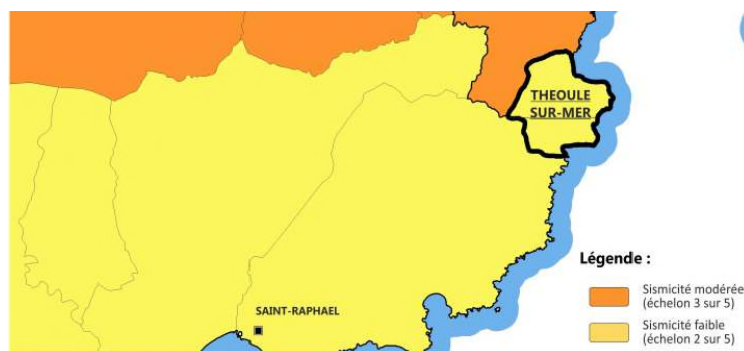 THEOULE
SUR-MER
Légende :
Sismicité modérée
(échelon 3 sur 5)
SAINT-RAPHAEL
Sismicité faible
(échelon 2 sur 5)